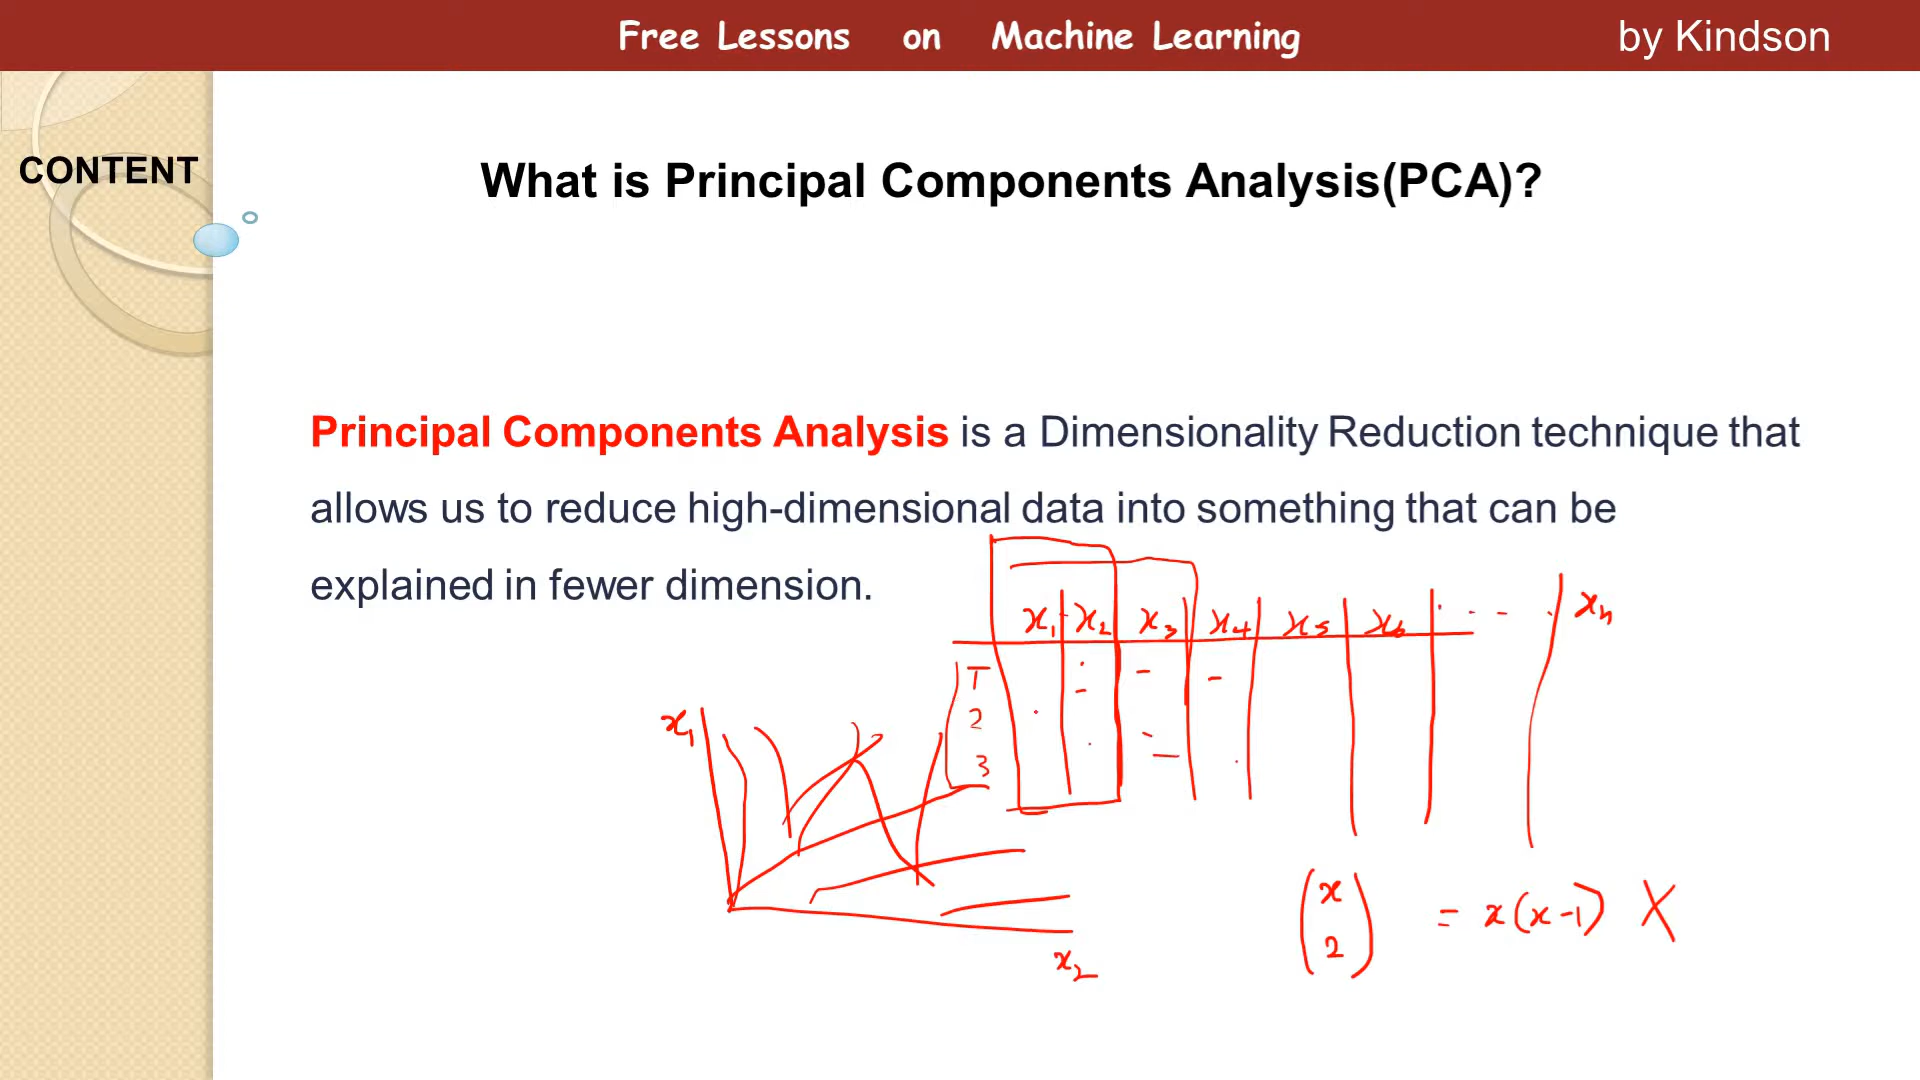 Free Lessons on Machine Learning by Kindson
CONTENT
What is Principal Components Analysis(PCA)?
Principal Components Analysis is a Dimensionality Reduction technique that
allows us to reduce high-dimensional data into something that can be
explained in fewer dimension.
x₁ x₂ x₃ x₄ x₅ x₆ . . - . xₙ
1
2
3
x₁
x₂
(x 2) = x(x-1) X